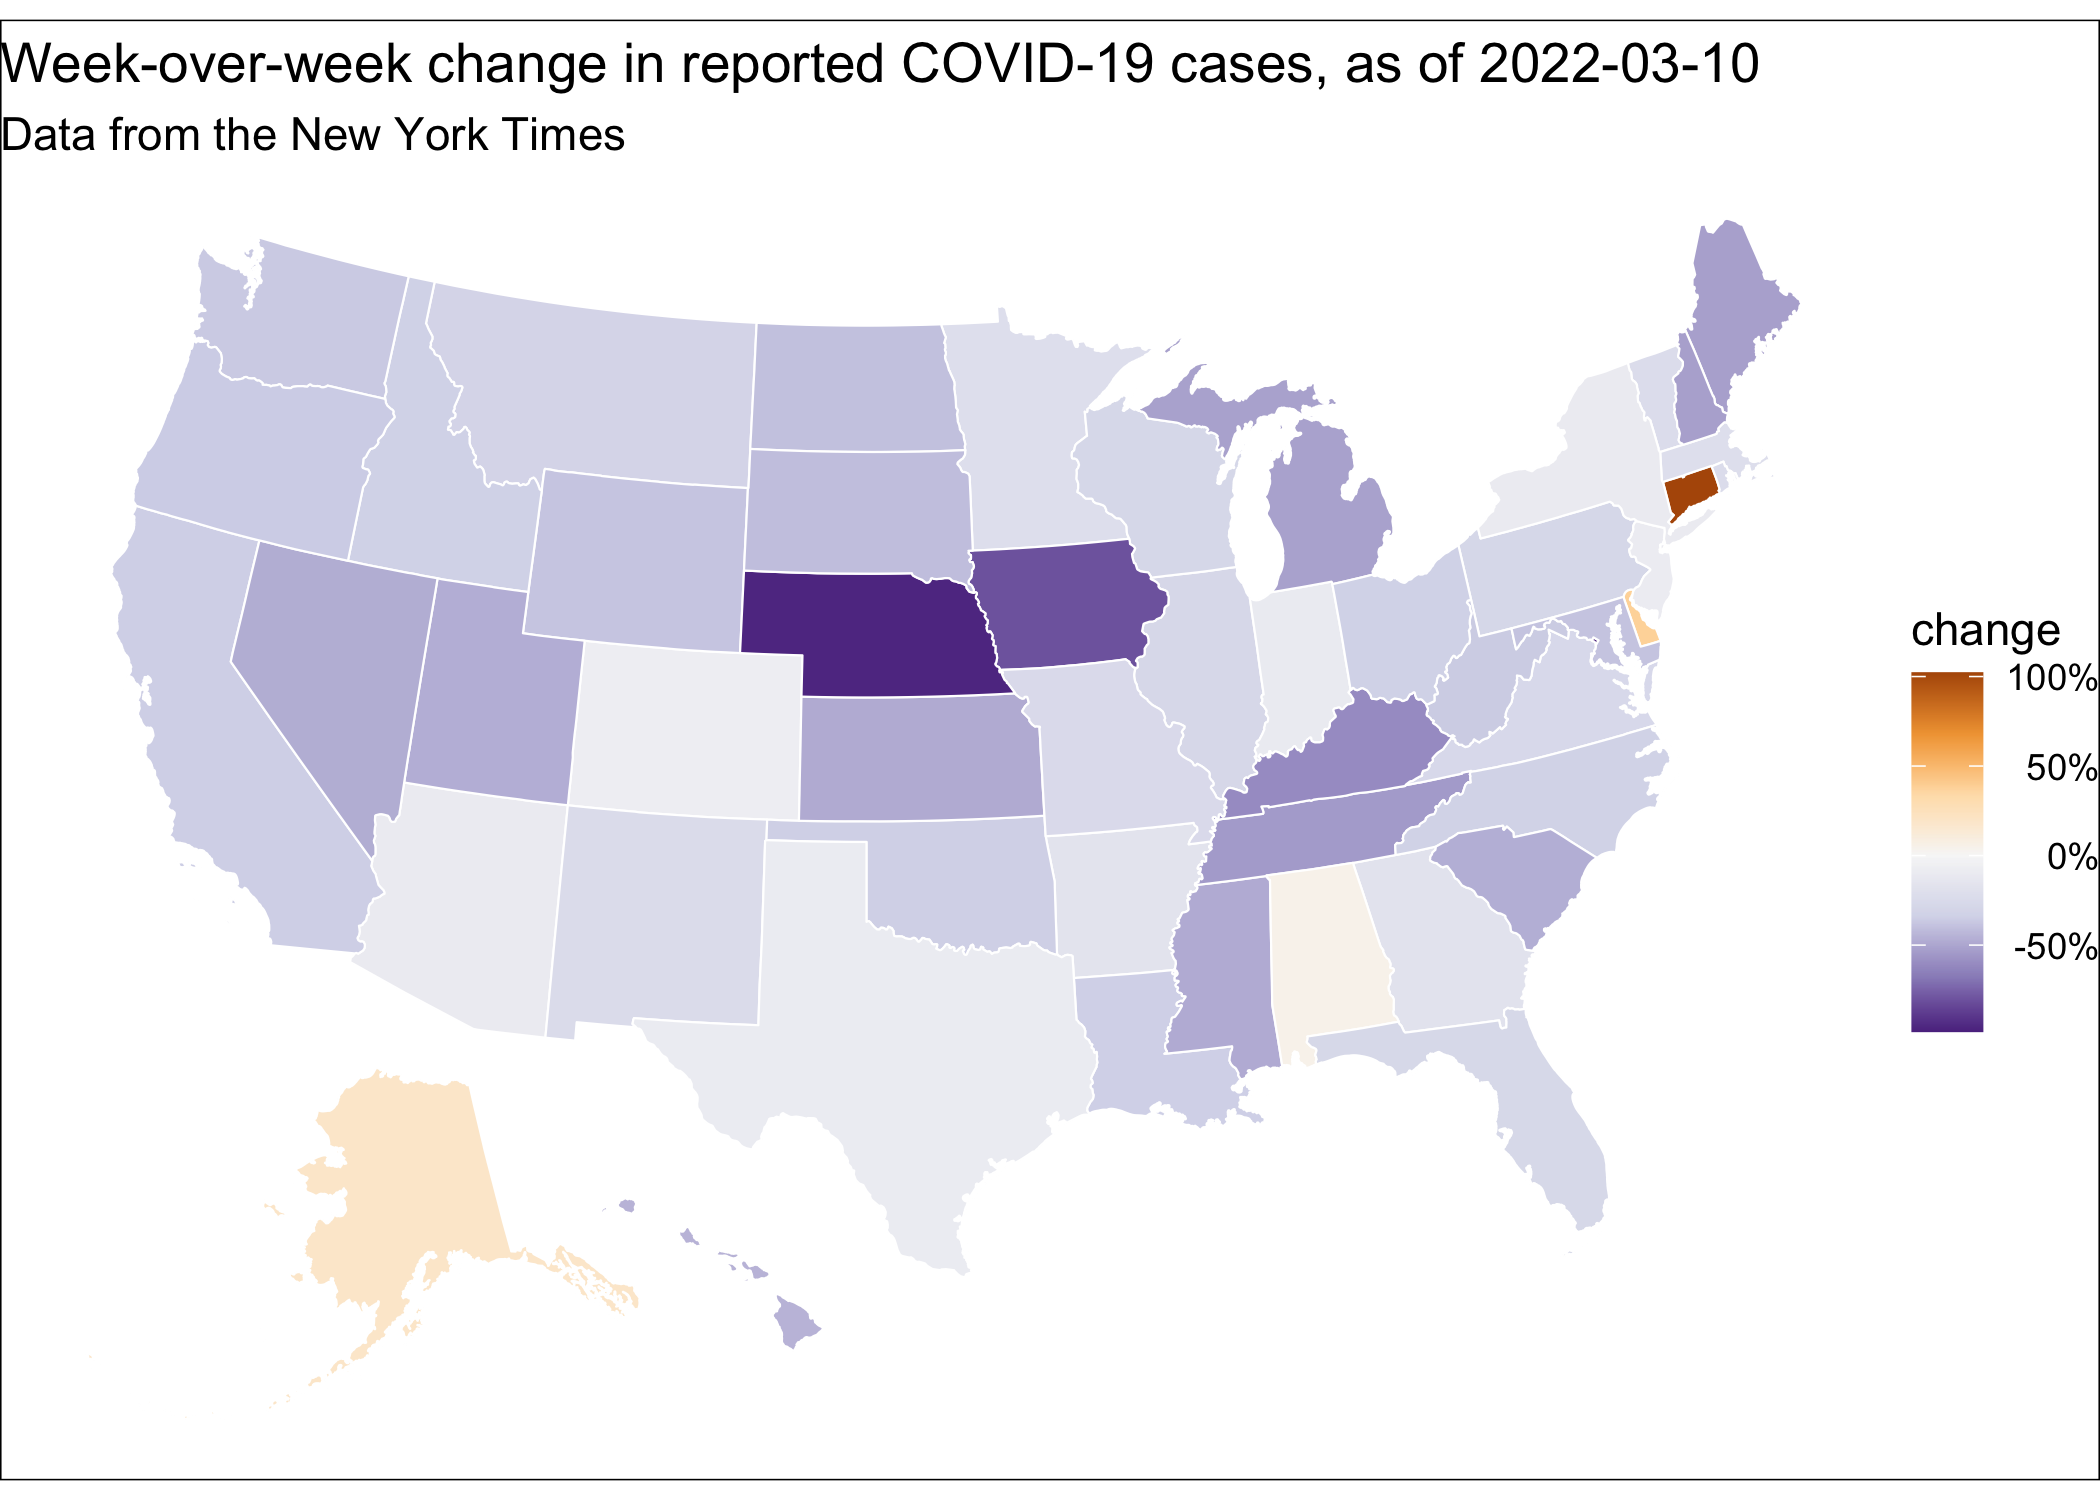 Week-over-week change in reported COVID-19 cases, as of 2022-03-10
Data from the New York Times
change
100%
50%
0%
-50%